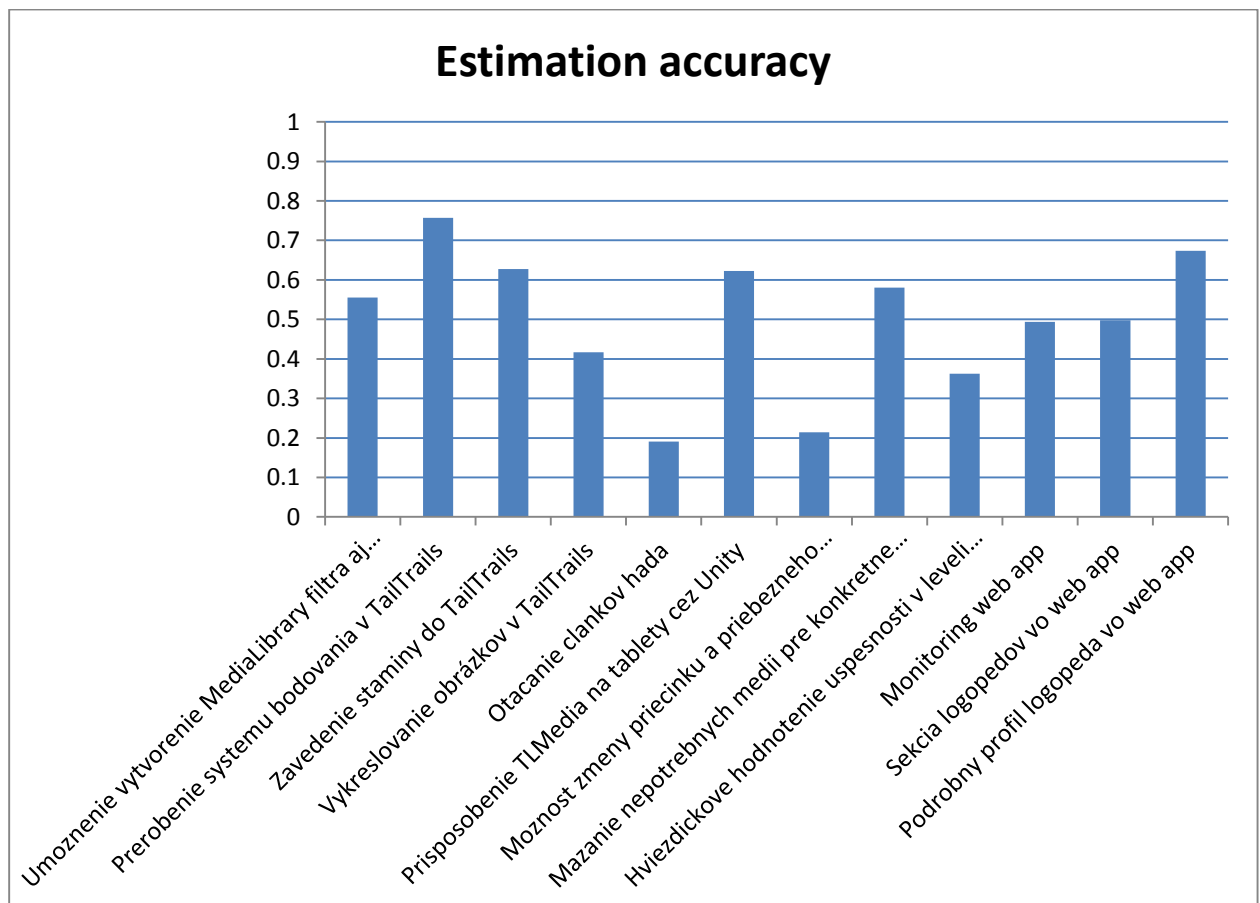 Estimation accuracy
1
0.9
0.8
0.7
0.6
0.5
0.4
0.3
0.2
0.1
0
Umoznenie vytvorenie MediaLibrary filtra aj...
Prerobenie systemu bodovania v TailTrails
Zavedenie staminy do TailTrails
Vykreslovanie obrázkov v TailTrails
Otacanie clankov hada
Prisposobenie TLMedia na tablety cez Unity
Moznost zmeny priecinku a priebezneho...
Mazanie nepotrebnych medii pre konkretne...
Hviezdickove hodnotenie uspesnosti v leveli...
Monitoring web app
Sekcia logopedov vo web app
Podrobny profil logopeda vo web app